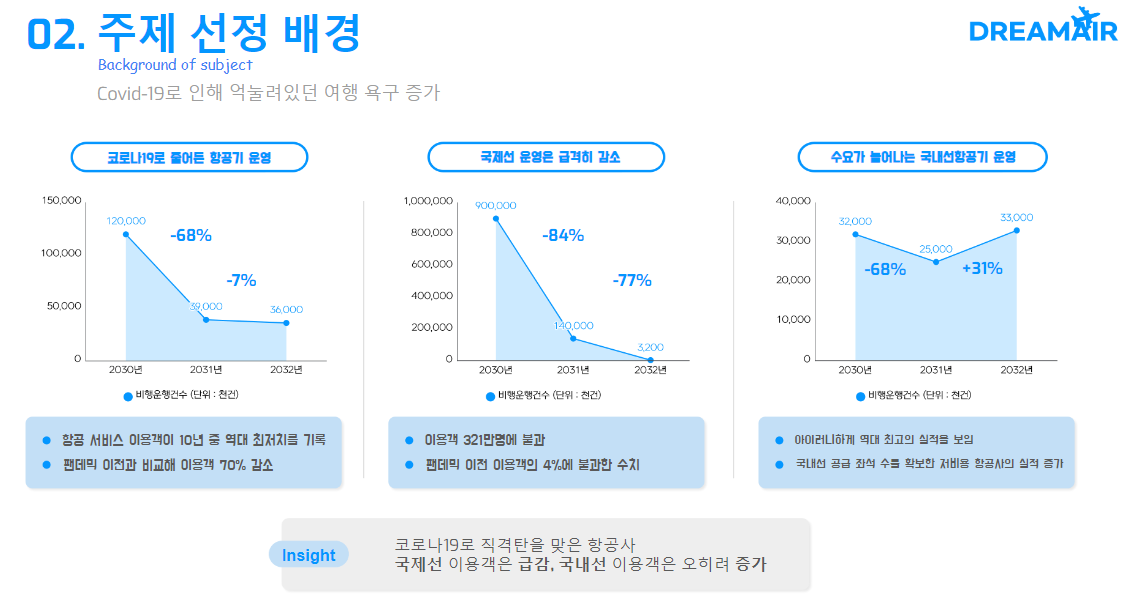 02. 주제 선정 배경
DREAMAIR
Background of subject
Covid-19로 인해 억눌려있던 여행 욕구 증가
코로나19로 줄어든 항공기 운영
150,000
100,000
50,000
0
120,000
39,000
36,000
-68%
-7%
2030년 2031년 2032년
비행운행건수 (단위 : 천건)
항공 서비스 이용객이 10년 중 역대 최저치를 기록
팬데믹 이전과 비교해 이용객 70% 감소
국제선 운영은 급격히 감소
1,000,000
800,000
600,000
400,000
200,000
0
900,000
140,000
3,200
-84%
-77%
2030년 2031년 2032년
비행운행건수 (단위 : 천건)
이용객 321만명에 불과
팬데믹 이전 이용객의 4%에 불과한 수치
수요가 늘어나는 국내선항공기 운영
40,000
30,000
20,000
10,000
0
32,000
25,000
33,000
-68%
+31%
2030년 2031년 2032년
비행운행건수 (단위 : 천건)
아이러니하게 역대 최고의 실적을 보임
국내선 공급 좌석 수를 확보한 저비용 항공사의 실적 증가
Insight
코로나19로 직격탄을 맞은 항공사
국제선 이용객은 급감, 국내선 이용객은 오히려 증가